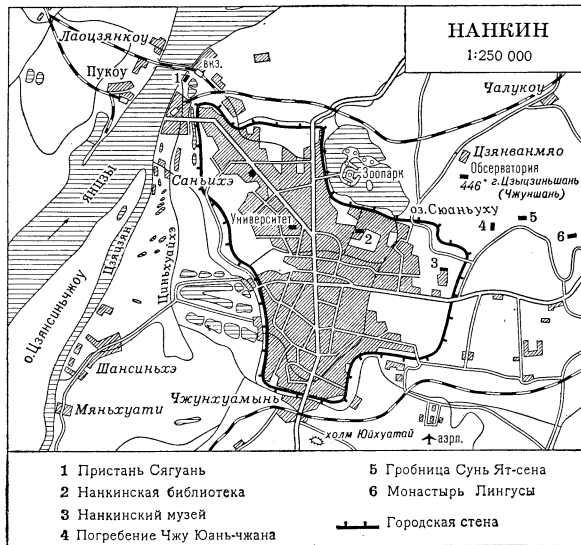 НАНКИН
1:250 000
Лаоцзянкоу
вкз.
Пукоу
1
Чалукоу
Цзянванмяо
Обсерватория
446 г. Цзыцзиньшань
(Чжуншань)
Зоопарк
оз. Сюаньуху
ЯНЦЗЫ
Саньихэ
Университет
2
3
4
5
6
о. Цзянсиньчжоу
Цзяцзян
Циньхуайхэ
Шансиньхэ
Мяньхуати
Чжунхуамынь
холм Юйхуатай
аэрп.
1 Пристань Сягуань
2 Нанкинская библиотека
3 Нанкинский музей
4 Погребение Чжу Юань-чжана
5 Гробница Сунь Ят-сена
6 Монастырь Лингусы
Городская стена